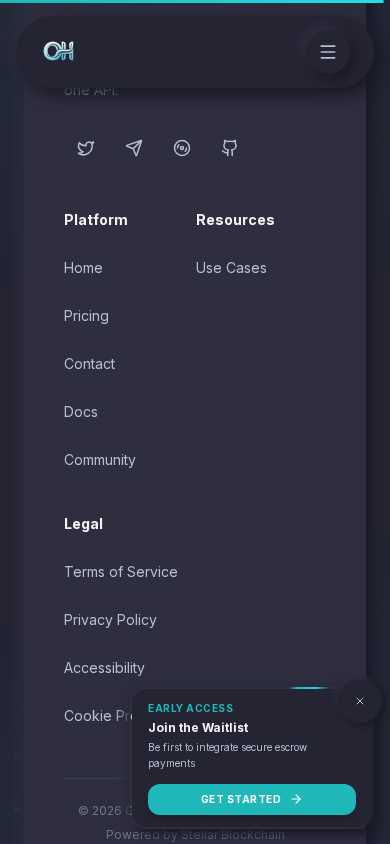 OH
one API.
Platform
Resources
Home
Use Cases
Pricing
Contact
Docs
Community
Legal
Terms of Service
Privacy Policy
Accessibility
Cookie
EARLY ACCESS
Join the Waitlist
Be first to integrate secure escrow
payments
GET STARTED
© 2026
Powered by Stellar Blockchain